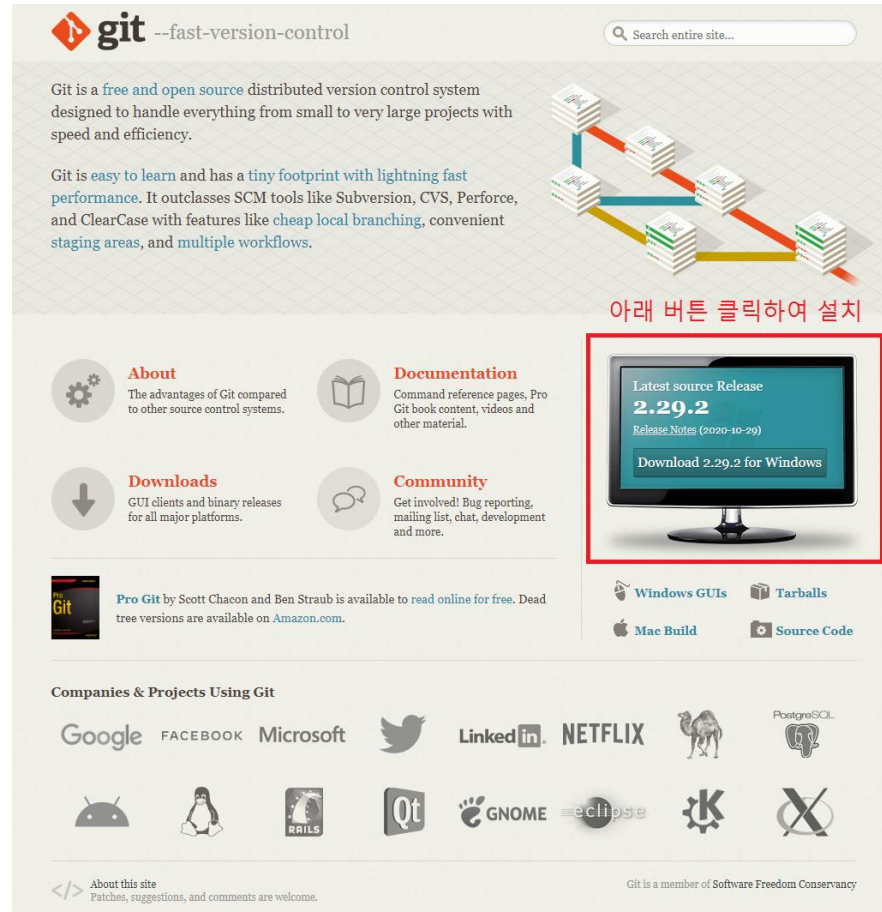 git --fast-version-control
Search entire site...
Git is a free and open source distributed version control system
designed to handle everything from small to very large projects with
speed and efficiency.
Git is easy to learn and has a tiny footprint with lightning fast
performance. It outclasses SCM tools like Subversion, CVS, Perforce,
and ClearCase with features like cheap local branching, convenient
staging areas, and multiple workflows.
아래 버튼 클릭하여 설치
About
The advantages of Git compared
to other source control systems.
Documentation
Command reference pages, Pro
Git book content, videos and
other material.
Downloads
GUI clients and binary releases
for all major platforms.
Community
Get involved! Bug reporting,
mailing list, chat, development
and more.
Latest source Release
2.29.2
Release Notes (2020-10-29)
Download 2.29.2 for Windows
Pro
Git
Pro Git by Scott Chacon and Ben Straub is available to read online for free. Dead
tree versions are available on Amazon.com.
Windows GUIs
Tarballs
Mac Build
Source Code
Companies & Projects Using Git
Google
FACEBOOK
Microsoft
Linked in.
NETFLIX
PostgreSQL
RAILS
Qt
GNOME
eclipse
K
X
</> About this site
Patches, suggestions, and comments are welcome.
Git is a member of Software Freedom Conservancy